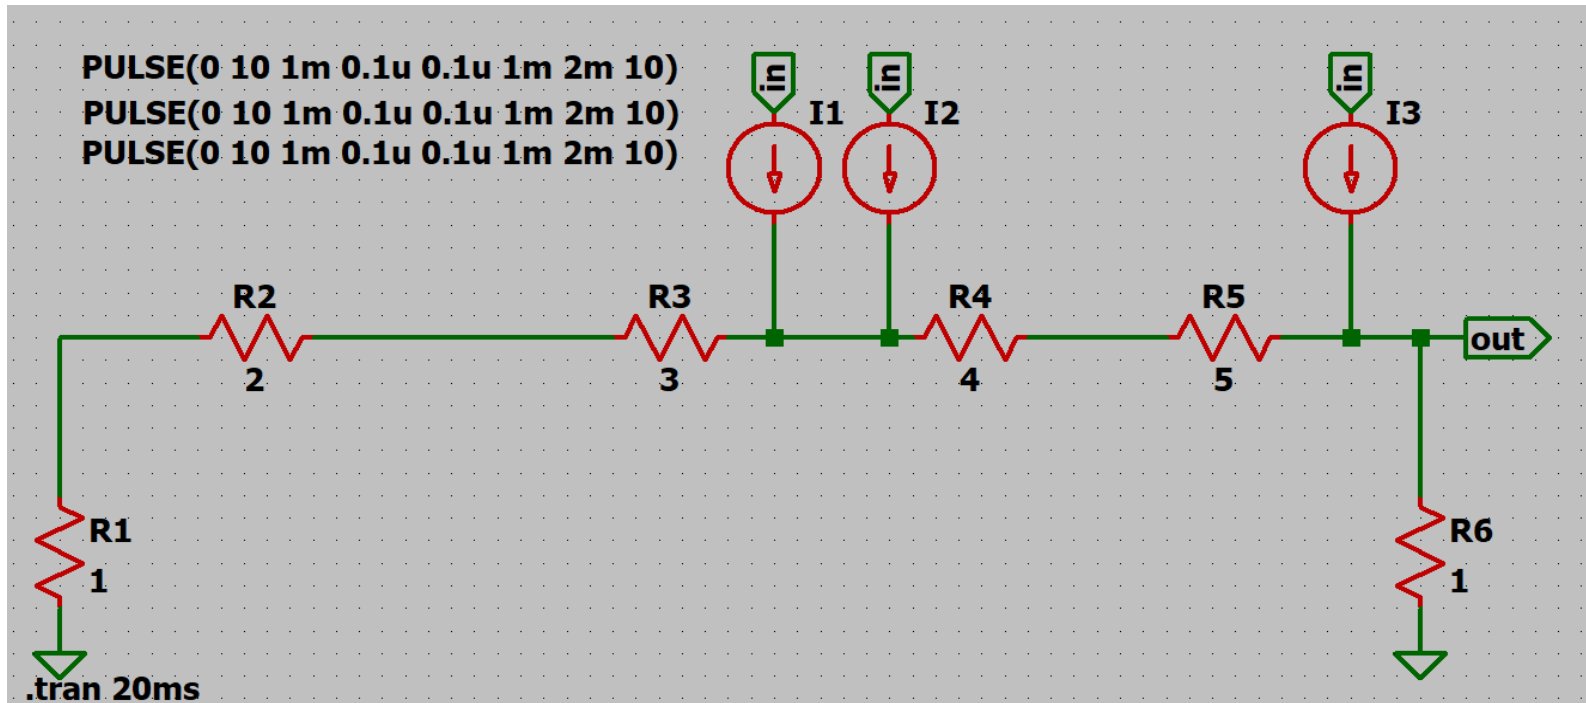 PULSE(0 10 1m 0.1u 0.1u 1m 2m 10)
PULSE(0 10 1m 0.1u 0.1u 1m 2m 10)
PULSE(0 10 1m 0.1u 0.1u 1m 2m 10)
in
I1
in
I2
in
I3
R2
2
R3
3
R4
4
R5
5
out
R1
1
R6
1
.tran 20ms